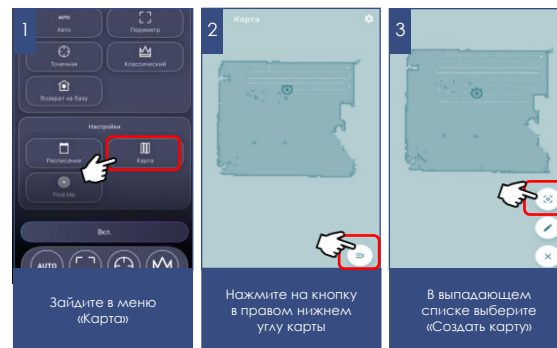 1
AUTO
Авто
Периметр
Точечная
Классический
Возврат на базу
Настройки
Расписание
Карта
Find Me
Вкл.
AUTO
Зайдите в меню
«Карта»
2
Карта
Нажмите на кнопку
в правом нижнем
углу карты
3
В выпадающем
списке выберите
«Создать карту»